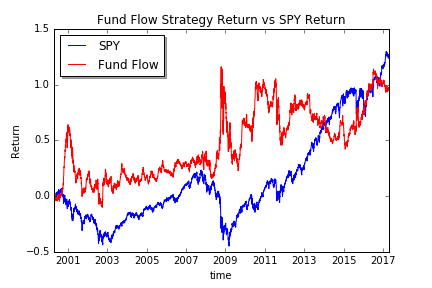 Fund Flow Strategy Return vs SPY Return
1.5
1.0
0.5
0.0
−0.5
Return
SPY
Fund Flow
2001 2003 2005 2007 2009 2011 2013 2015 2017
time